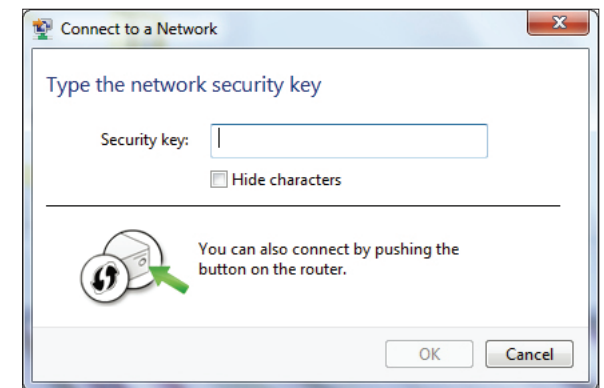 Connect to a Network
Type the network security key
Security key:
Hide characters
You can also connect by pushing the
button on the router.
OK
Cancel